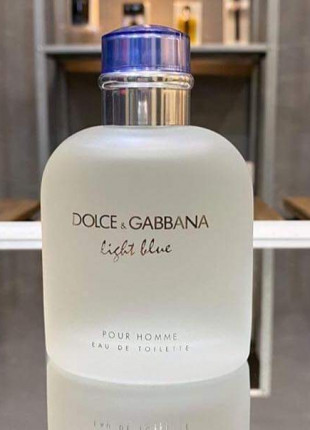 DOLCE & GABBANA
light blue
POUR HOMME
EAU DE TOILETTE